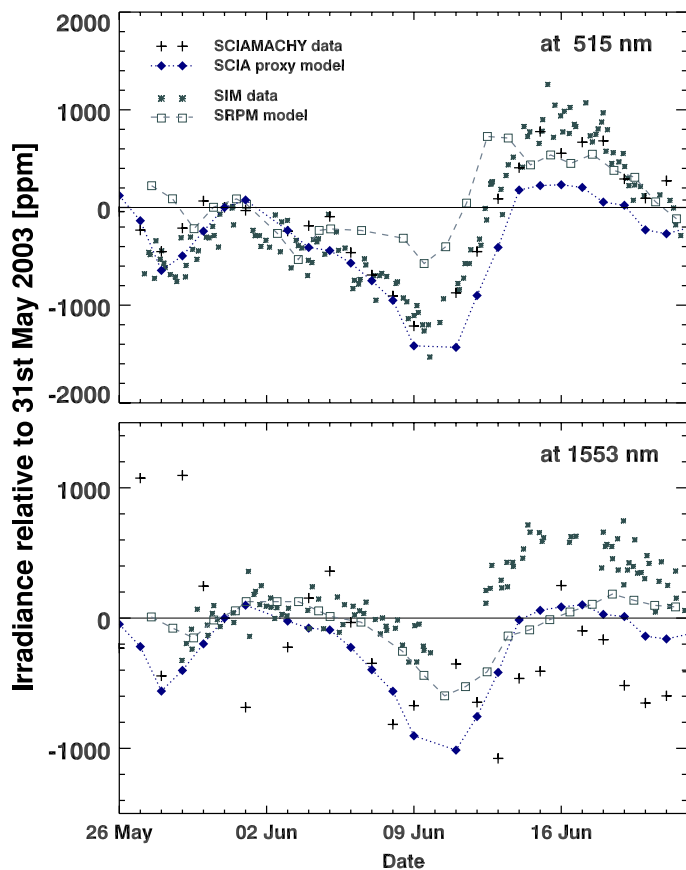 Irradiance relative to 31st May 2003 [ppm]
2000
1000
0
-1000
-2000
SCIAMACHY data
SCIA proxy model
SIM data
SRPM model
at 515 nm
1000
0
-1000
at 1553 nm
26 May
02 Jun
09 Jun
16 Jun
Date